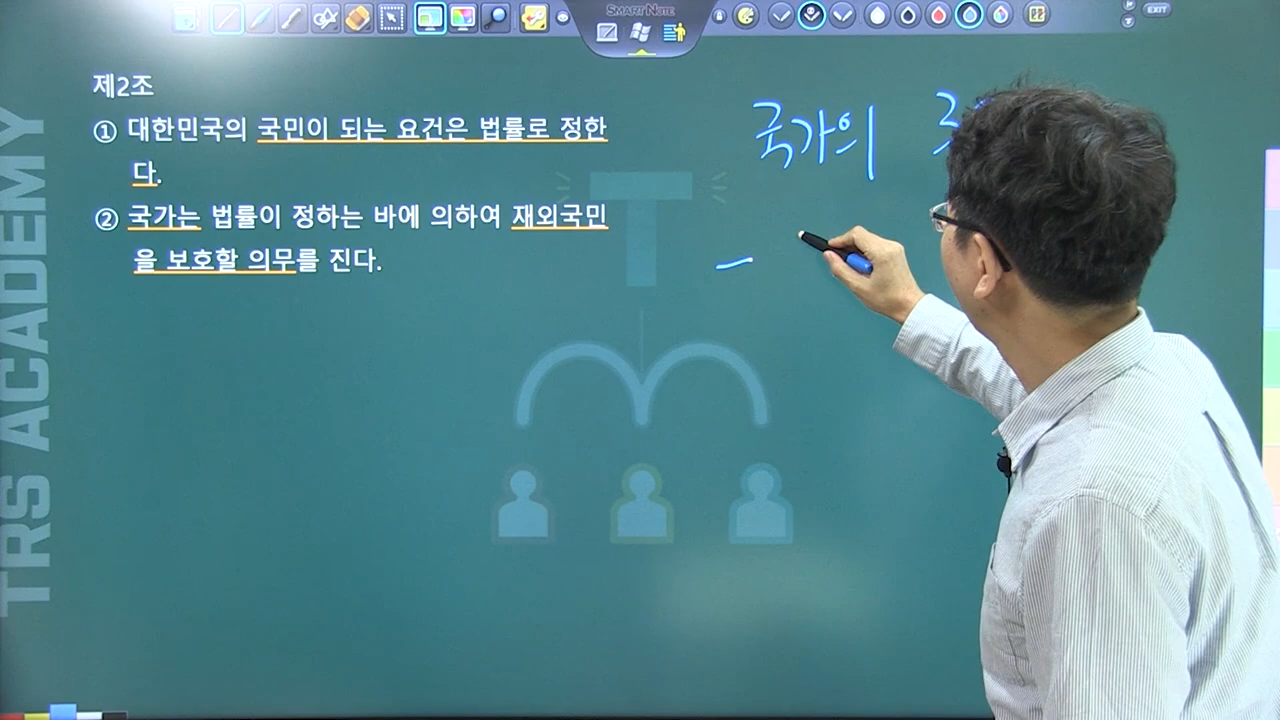 SMART NOTE
EXIT
제2조
① 대한민국의 국민이 되는 요건은 법률로 정한
다.
② 국가는 법률이 정하는 바에 의하여 재외국민
을 보호할 의무를 진다.
국가의
TRS ACADEMY